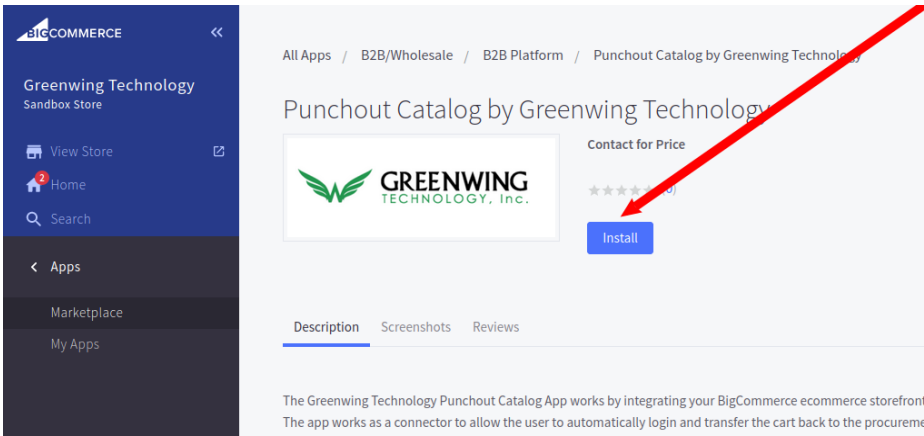 BIGCOMMERCE
Greenwing Technology
Sandbox Store
View Store
2
Home
Search
Apps
Marketplace
My Apps
All Apps / B2B/Wholesale / B2B Platform / Punchout Catalog by Greenwing Technology
Punchout Catalog by Greenwing Technology
GREENWING
TECHNOLOGY, Inc.
Contact for Price
Install
Description Screenshots Reviews
The Greenwing Technology Punchout Catalog App works by integrating your BigCommerce ecommerce storefront
The app works as a connector to allow the user to automatically login and transfer the cart back to the procurem